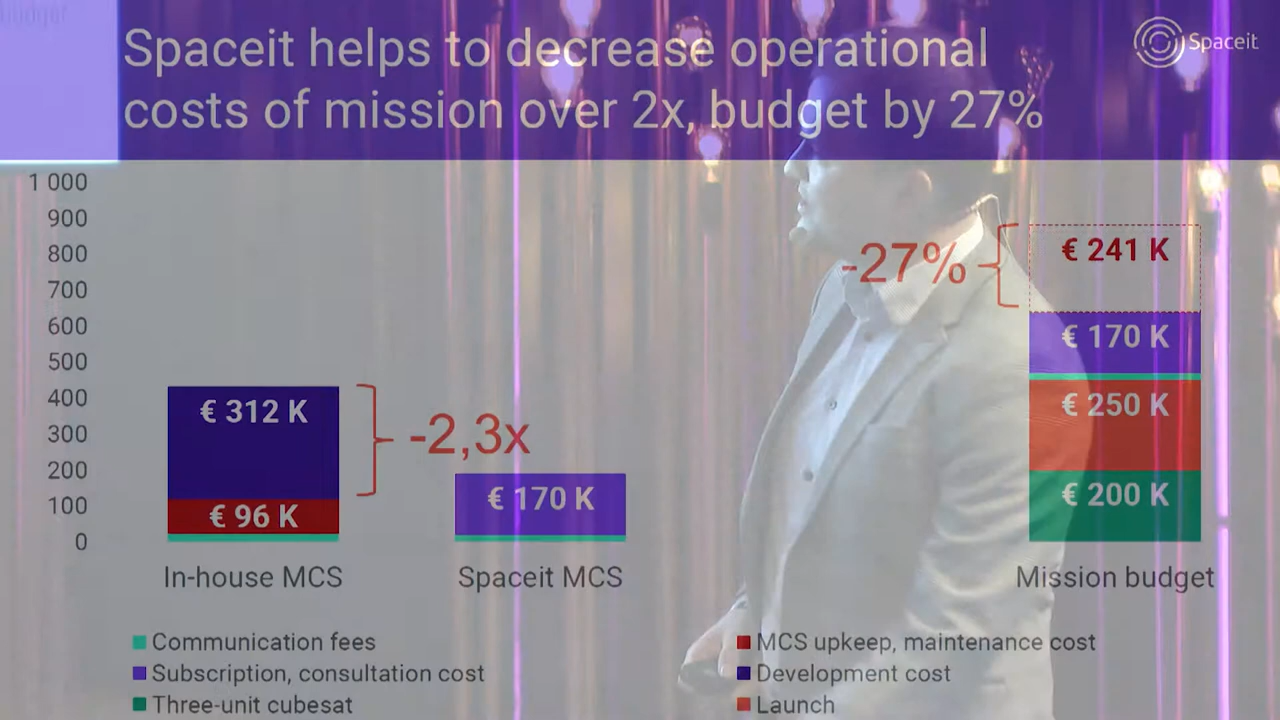 budget
Spaceit helps to decrease operational
costs of mission over 2x, budget by 27%
Spaceit
1 000
900
800
700
600
500
400
300
200
100
0
€ 312 K
€ 96 K
-2,3x
€ 170 K
-27%
€ 241 K
€ 170 K
€ 250 K
€ 200 K
In-house MCS
Spaceit MCS
Mission budget
Communication fees
Subscription, consultation cost
Three-unit cubesat
MCS upkeep, maintenance cost
Development cost
Launch